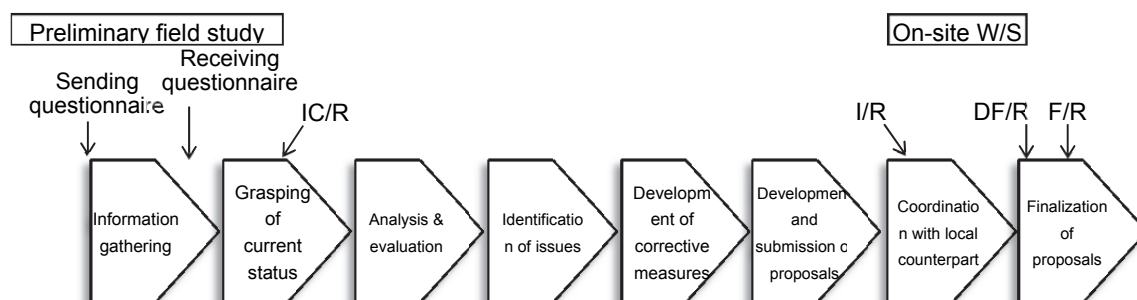 Preliminary field study
On-site W/S
Sending
questionnaire
Receiving
questionnaire
IC/R
I/R
DF/R
F/R
Information
gathering
Grasping
of
current
status
Analysis &
evaluation
Identificatio
n of issues
Developm
ent of
corrective
measures
Developmen
and
submission o
proposals
Coordinatio
n with local
counterpart
Finalization
of
proposals